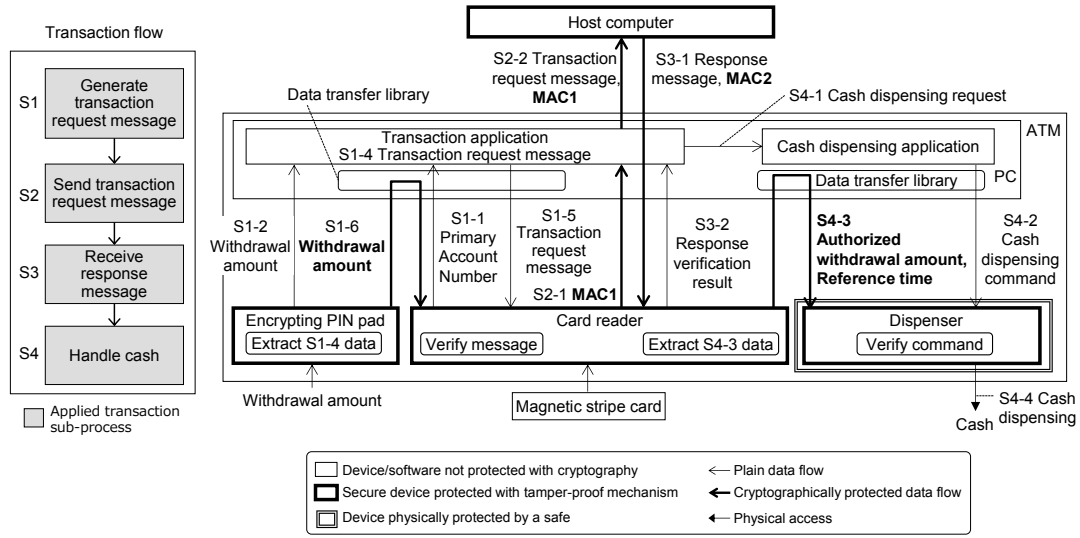 Transaction flow
S1
Generate
transaction
request message
S2
Send transaction
request message
S3
Receive
response
message
S4
Handle cash
Applied transaction
sub-process
Host computer
S2-2 Transaction
request message,
MAC1
S3-1 Response
message, MAC2
Data transfer library
S4-1 Cash dispensing request
ATM
Transaction application
S1-4 Transaction request message
Cash dispensing application
Data transfer library
PC
S1-2
Withdrawal
amount
S1-6
Withdrawal
amount
S1-1
Primary
Account
Number
S1-5
Transaction
request
message
S2-1 MAC1
S3-2
Response
verification
result
S4-3
Authorized
withdrawal amount,
Reference time
S4-2
Cash
dispensing
command
Encrypting PIN pad
Extract S1-4 data
Card reader
Verify message
Extract S4-3 data
Dispenser
Verify command
Withdrawal amount
Magnetic stripe card
Cash
S4-4 Cash
dispensing
Device/software not protected with cryptography
Secure device protected with tamper-proof mechanism
Device physically protected by a safe
Plain data flow
Cryptographically protected data flow
Physical access